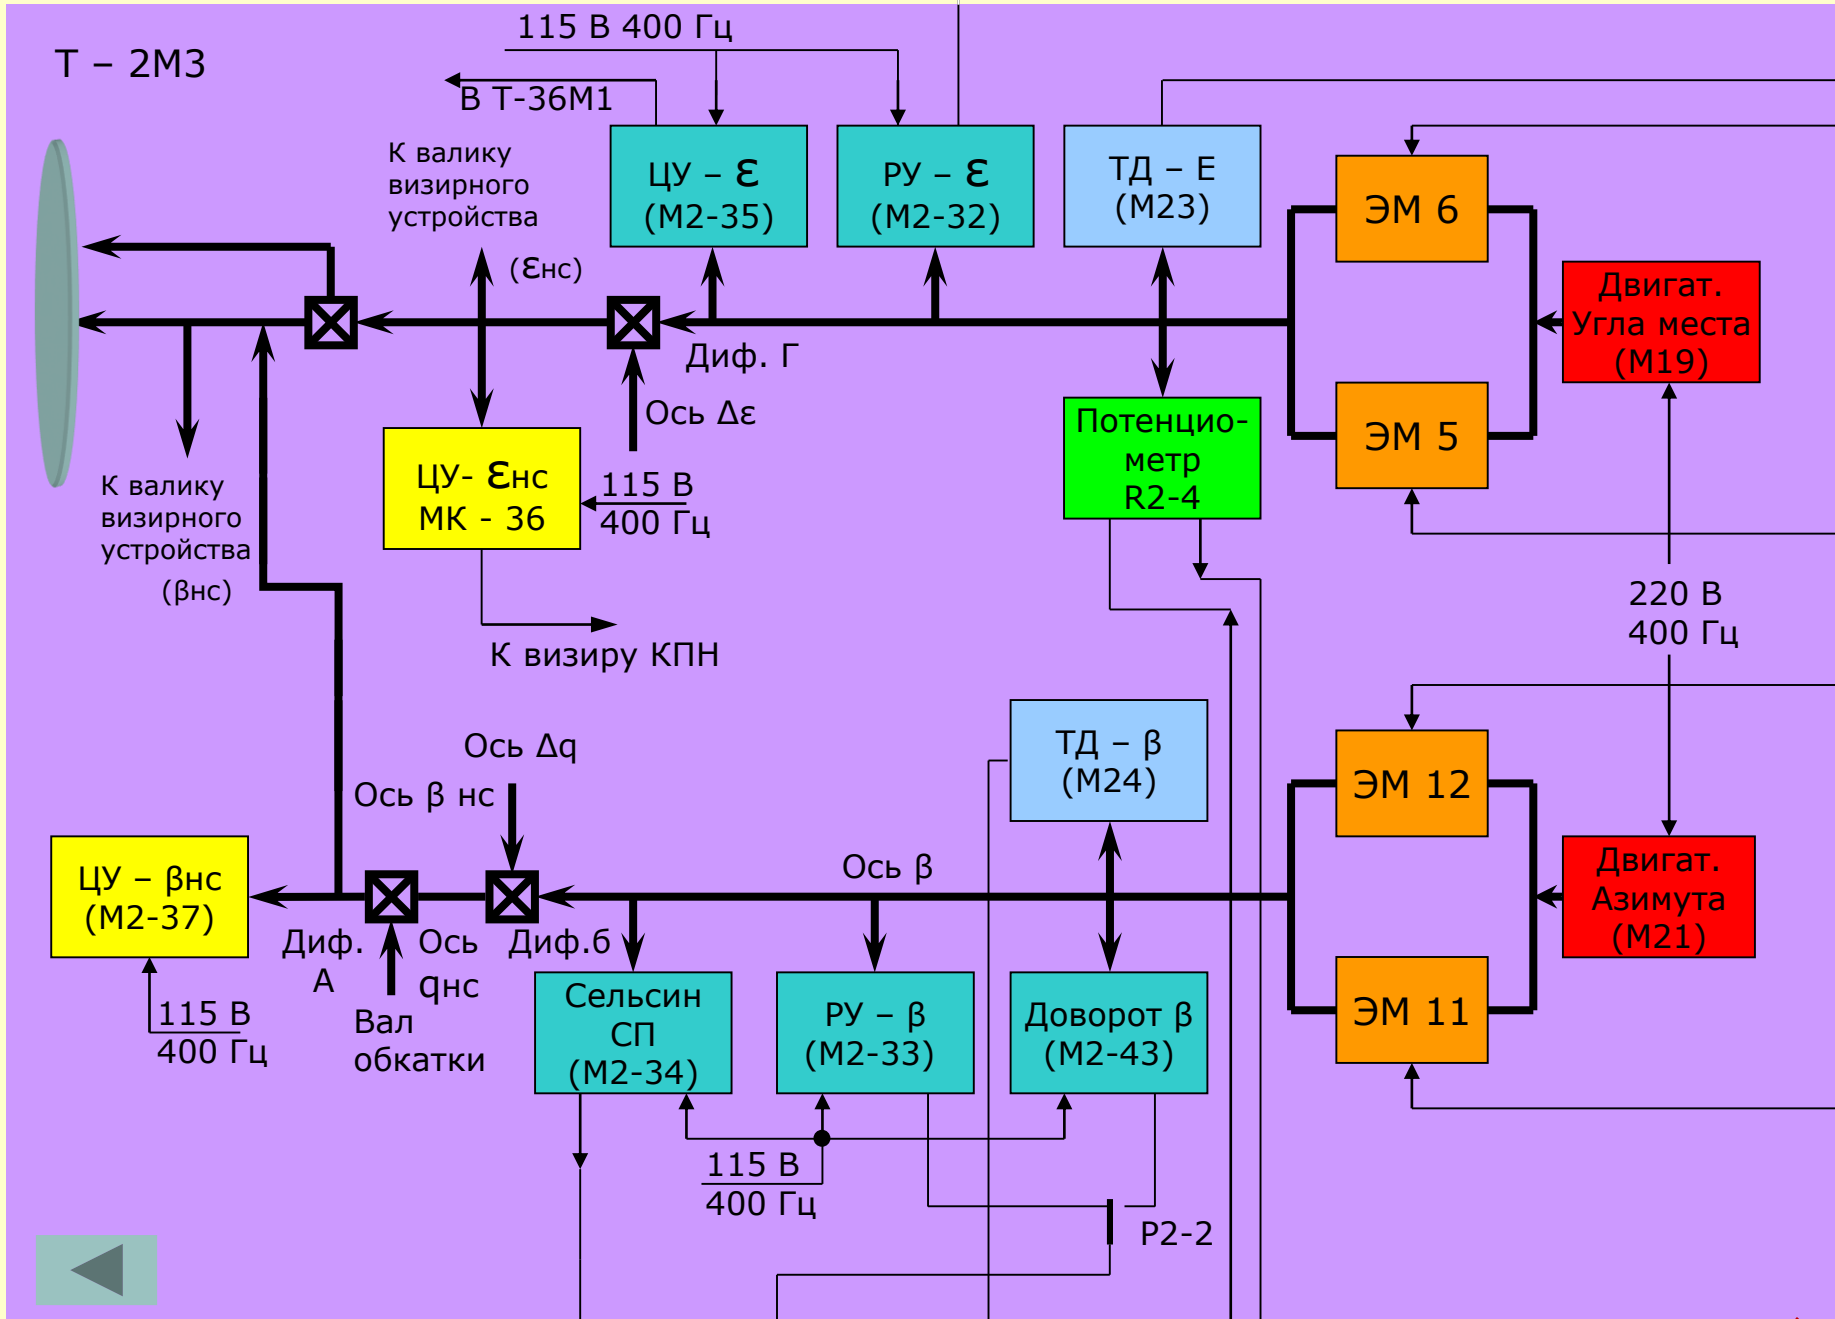 115 В 400 Гц
Т – 2М3
В Т-36М1
К валику
визирного
устройства
(Ɛнс)
ЦУ – Ɛ
(М2-35)
РУ – Ɛ
(М2-32)
ТД – Е
(М23)
ЭМ 6
Двигат.
Угла места
(М19)
ЭМ 5
Диф. Г
Ось Δε
Потенцио-
метр
R2-4
ЦУ- Ɛнс
МК - 36
115 В
400 Гц
К валику
визирного
устройства
(βнс)
К визиру КПН
220 В
400 Гц
ТД – β
(М24)
ЭМ 12
Ось Δq
Ось β нс
Ось β
ЦУ – βнс
(М2-37)
Двигат.
Азимута
(М21)
Диф.
А
Ось
qнс
Диф.б
Вал
обкатки
115 В
400 Гц
Сельсин
СП
(М2-34)
РУ – β
(М2-33)
Доворот β
(М2-43)
ЭМ 11
115 В
400 Гц
Р2-2